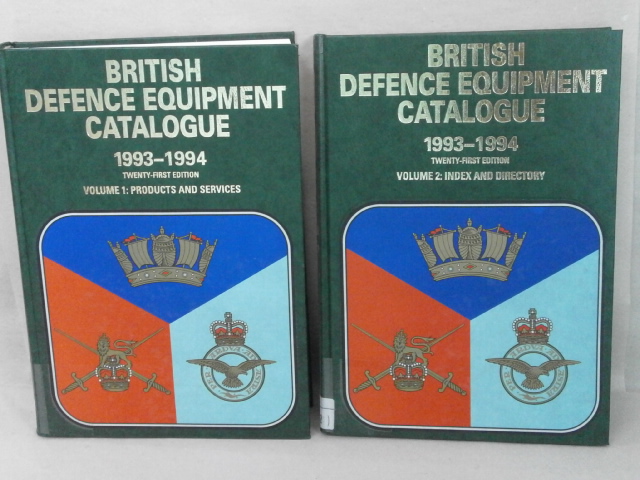 BRITISH
DEFENCE EQUIPMENT
CATALOGUE
1993–1994
TWENTY-FIRST EDITION
VOLUME 1: PRODUCTS AND SERVICES
BRITISH
DEFENCE EQUIPMENT
CATALOGUE
1993–1994
TWENTY-FIRST EDITION
VOLUME 2: INDEX AND DIRECTORY